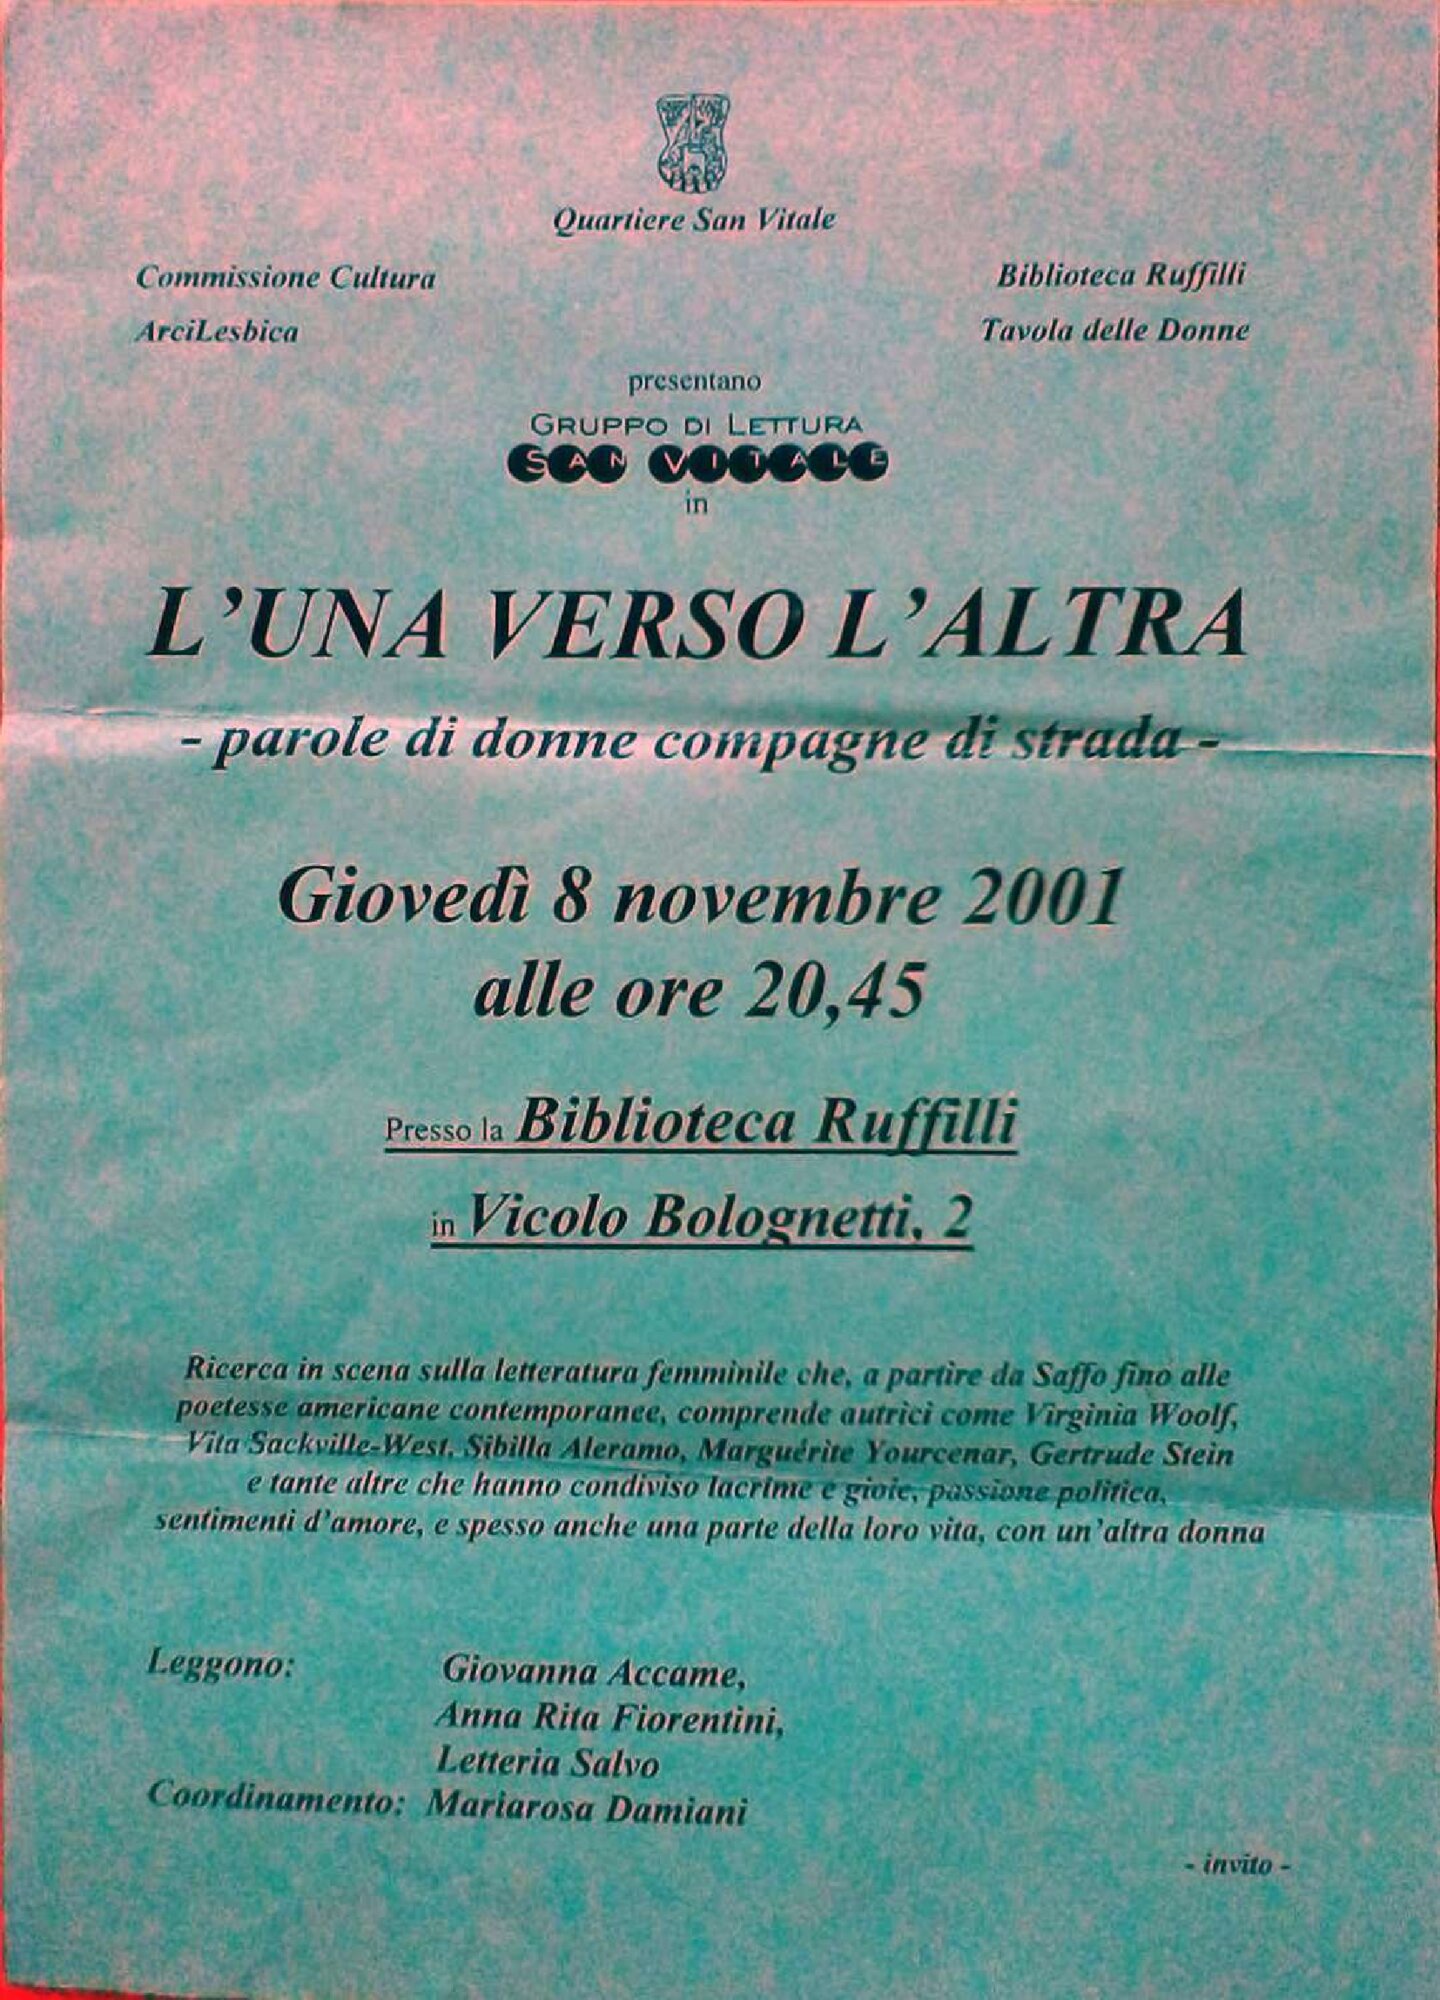 Quartiere San Vitale
Commissione Cultura
Biblioteca Ruffilli
ArciLesbica
Tavola delle Donne
presentano
GRUPPO DI LETTURA
SAN VITALE
in
L'UNA VERSO L'ALTRA
- parole di donne compagne di strada -
Giovedì 8 novembre 2001
alle ore 20,45
Presso la Biblioteca Ruffilli
in Vicolo Bolognetti, 2
Ricerca in scena sulla letteratura femminile che, a partire da Saffo fino alle
poetesse americane contemporanee, comprende autrici come Virginia Woolf,
Vita Sackville-West, Sibilla Aleramo, Marguérite Yourcenar, Gertrude Stein
e tante altre che hanno condiviso lacrime e gioie, passione politica,
sentimenti d'amore, e spesso anche una parte della loro vita, con un'altra donna
Leggono: Giovanna Accame,
Anna Rita Fiorentini,
Letteria Salvo
Coordinamento: Mariarosa Damiani
- invito -